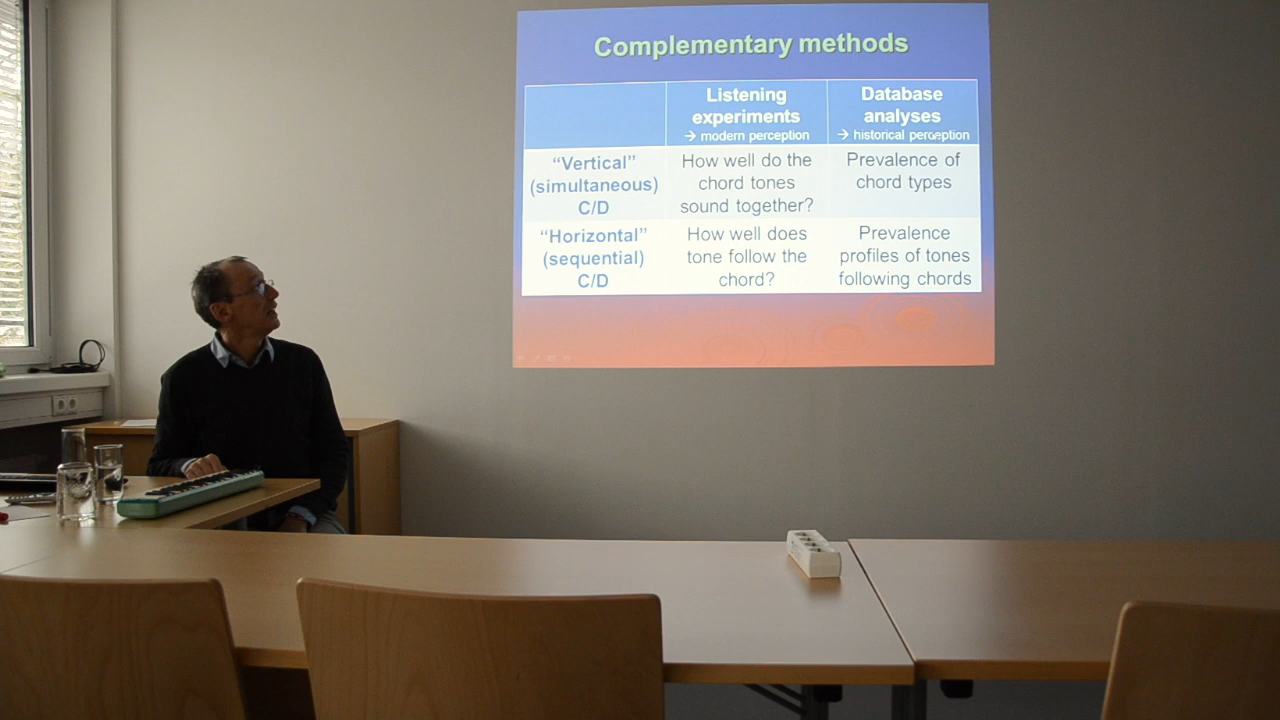 Complementary methods
Listening
experiments
→ modern perception
Database
analyses
→ historical perception
“Vertical”
(simultaneous)
C/D
How well do the
chord tones
sound together?
Prevalence of
chord types
“Horizontal”
(sequential)
C/D
How well does
tone follow the
chord?
Prevalence
profiles of tones
following chords